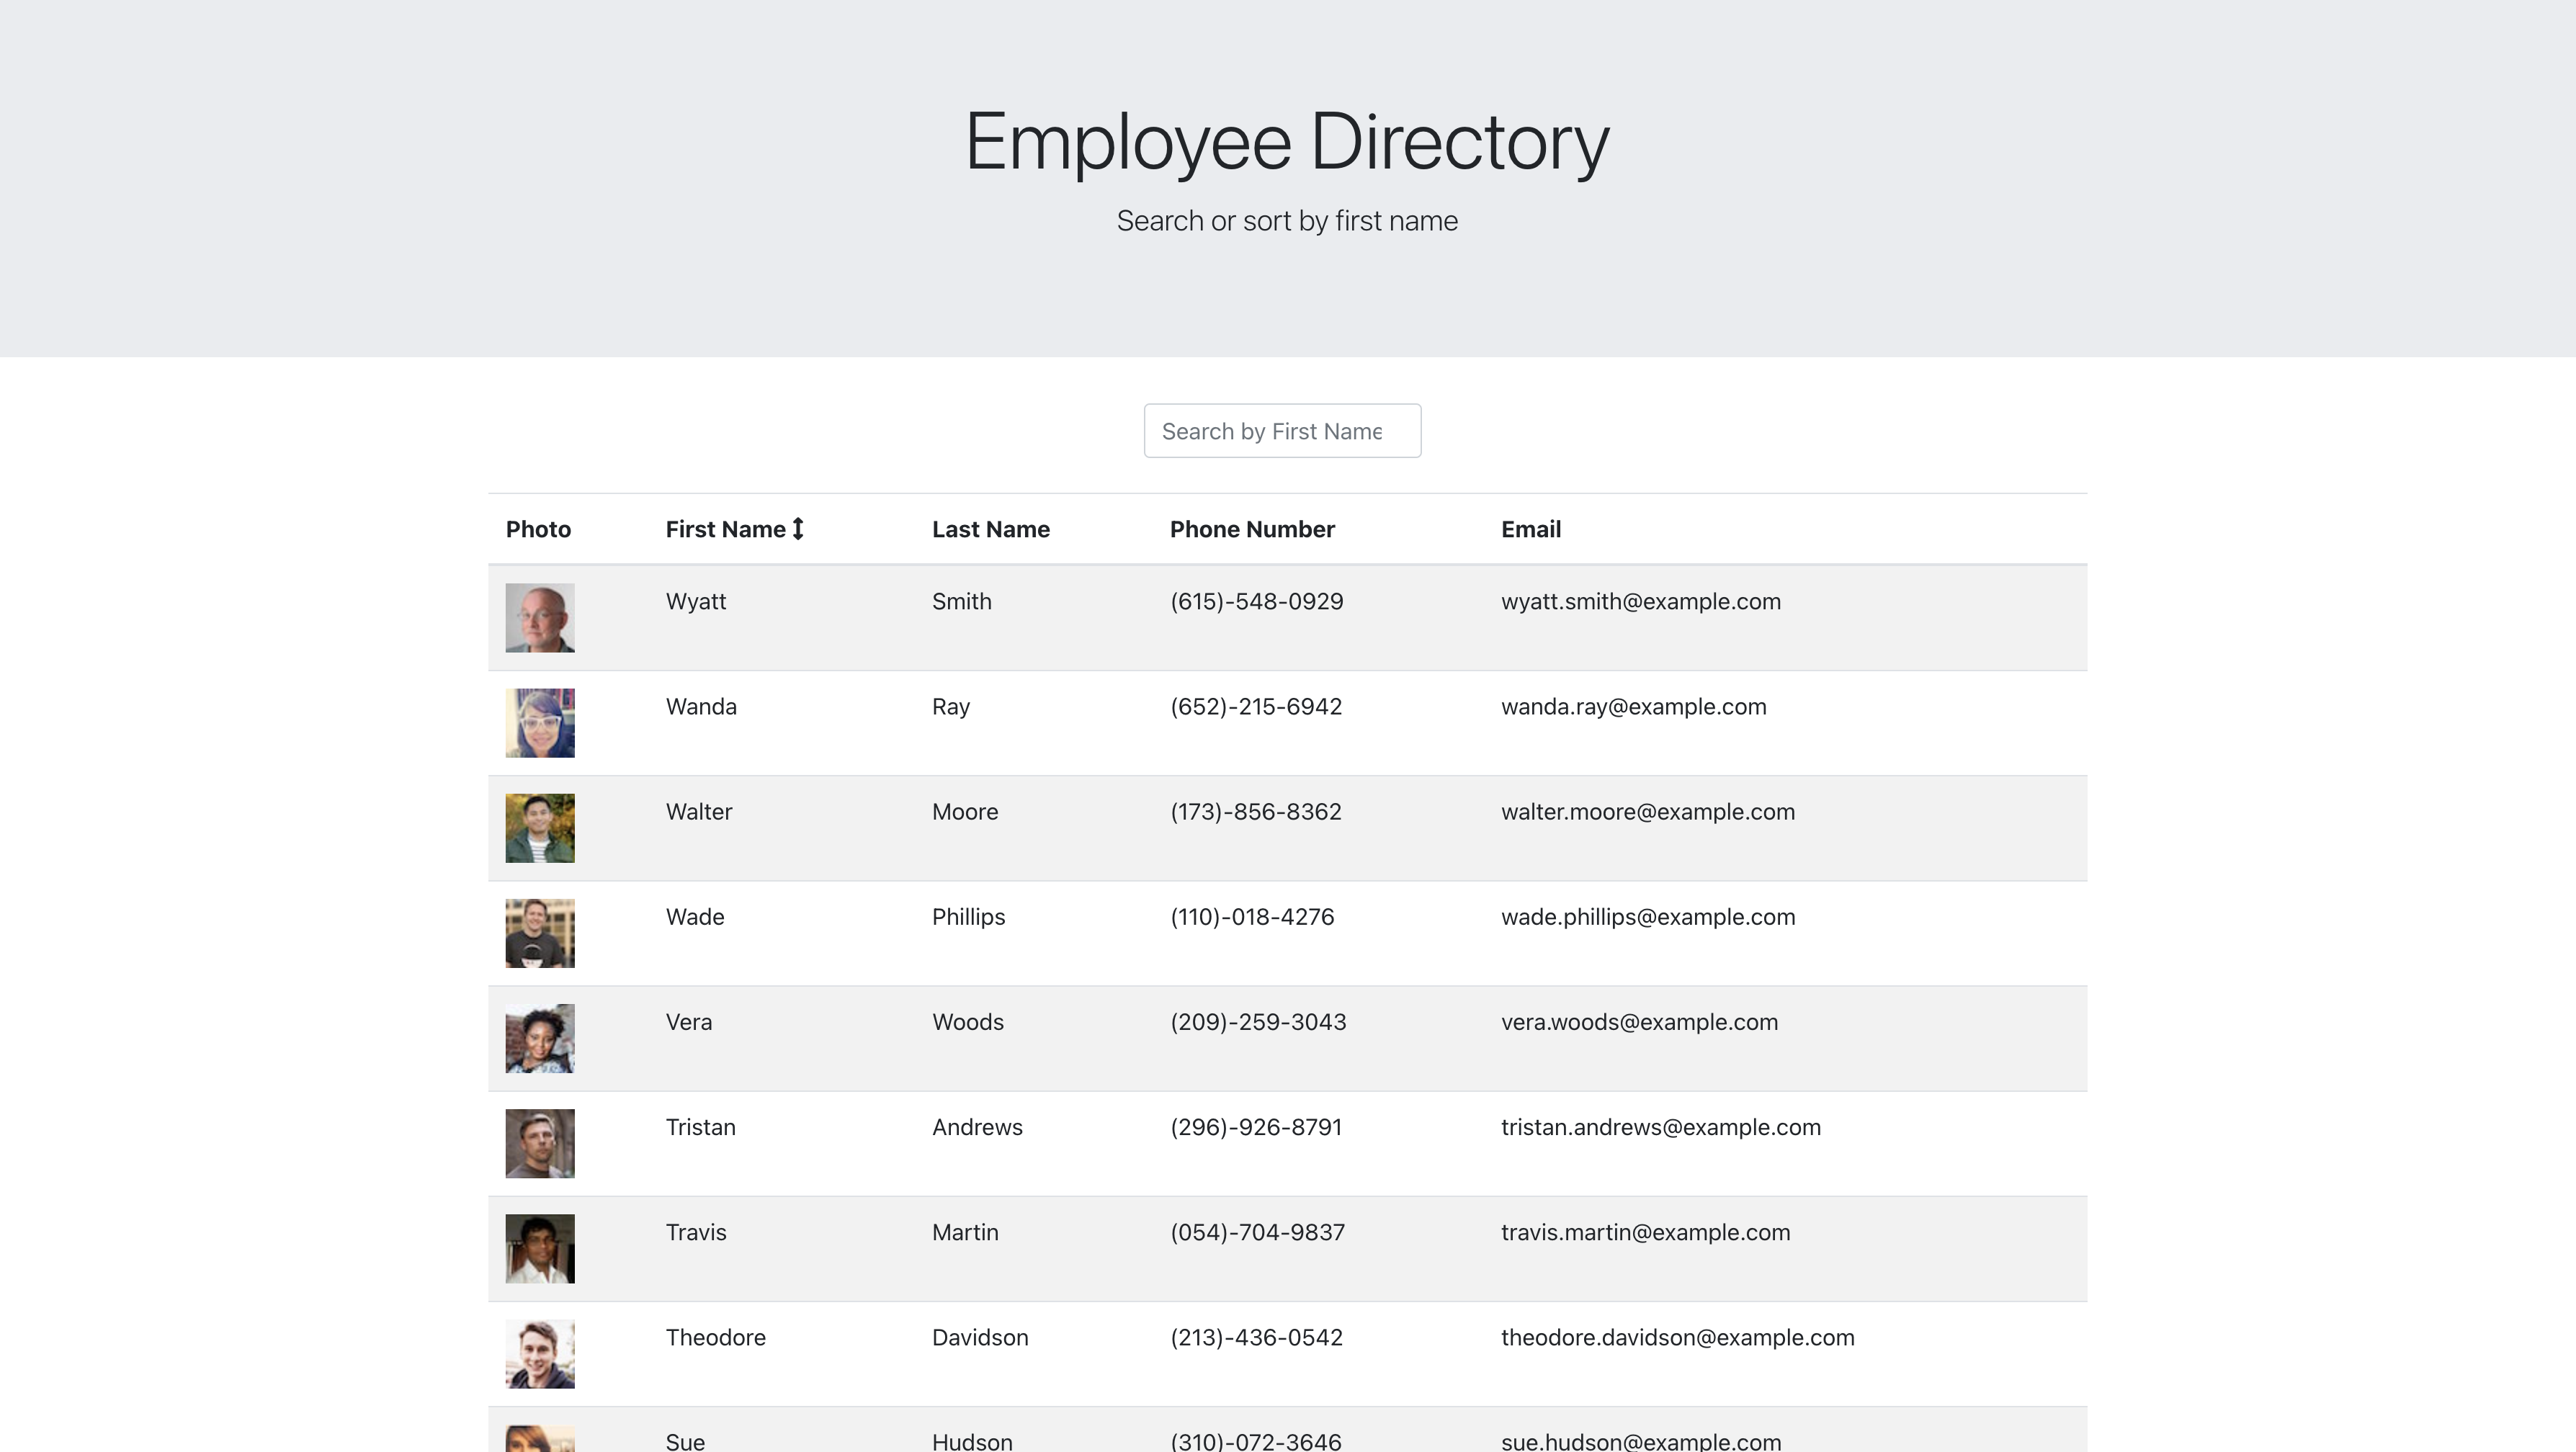 Employee Directory
Search or sort by first name
Search by First Name
Photo First Name Last Name Phone Number Email
Wyatt Smith (615)-548-0929 wyatt.smith@example.com
Wanda Ray (652)-215-6942 wanda.ray@example.com
Walter Moore (173)-856-8362 walter.moore@example.com
Wade Phillips (110)-018-4276 wade.phillips@example.com
Vera Woods (209)-259-3043 vera.woods@example.com
Tristan Andrews (296)-926-8791 tristan.andrews@example.com
Travis Martin (054)-704-9837 travis.martin@example.com
Theodore Davidson (213)-436-0542 theodore.davidson@example.com
Sue Hudson (310)-072-3646 sue.hudson@example.com